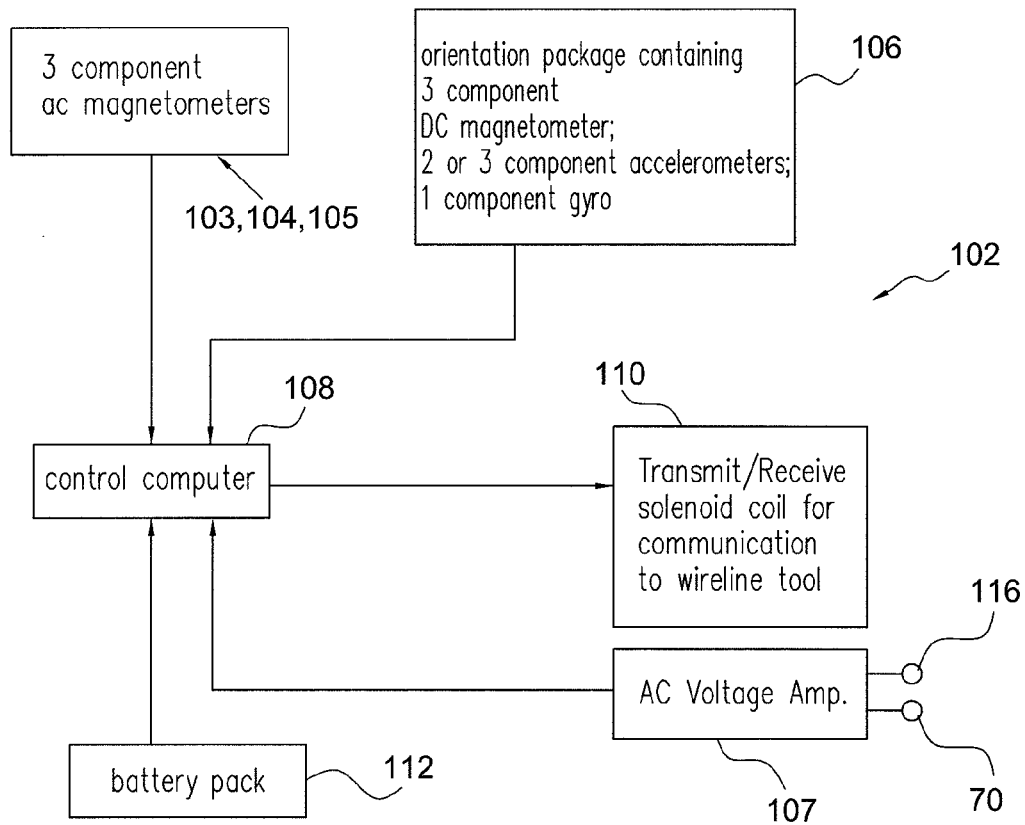 3 component
ac magnetometers
103,104,105
orientation package containing
3 component
DC magnetometer;
2 or 3 component accelerometers;
1 component gyro
106
102
108
control computer
110
Transmit/Receive
solenoid coil for
communication
to wireline tool
116
AC Voltage Amp.
107
70
battery pack
112